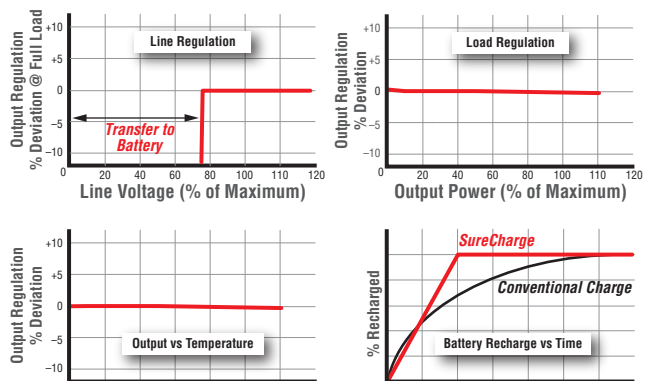 Output Regulation
% Deviation @ Full Load
+10
+5
0
–5
–10
Line Regulation
Transfer to
Battery
0 20 40 60 80 100 120
Line Voltage (% of Maximum)
Output Regulation
% Deviation
+10
+5
0
–5
–10
Load Regulation
0 20 40 60 80 100 120
Output Power (% of Maximum)
Output Regulation
% Deviation
+10
+5
0
–5
–10
Output vs Temperature
% Recharged
SureCharge
Conventional Charge
Battery Recharge vs Time